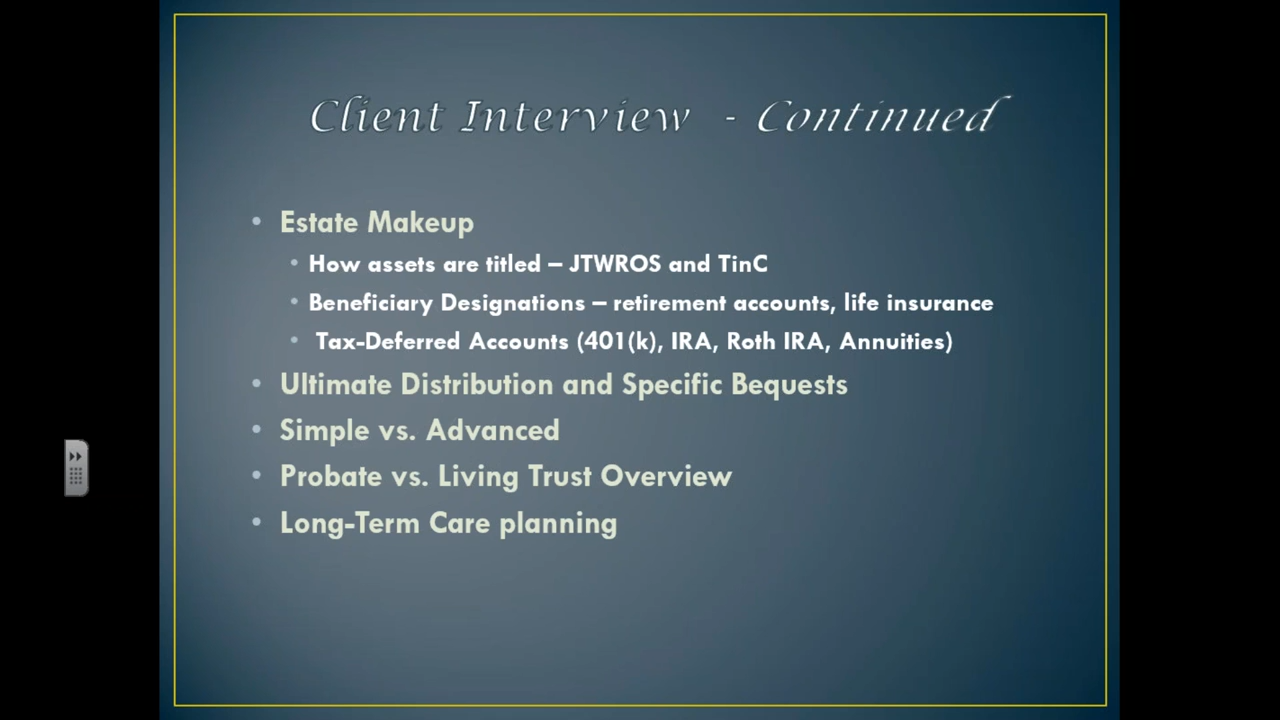 Client Interview - Continued
• Estate Makeup
• How assets are titled – JTWROS and TinC
• Beneficiary Designations – retirement accounts, life insurance
• Tax-Deferred Accounts (401(k), IRA, Roth IRA, Annuities)
• Ultimate Distribution and Specific Bequests
• Simple vs. Advanced
• Probate vs. Living Trust Overview
• Long-Term Care planning